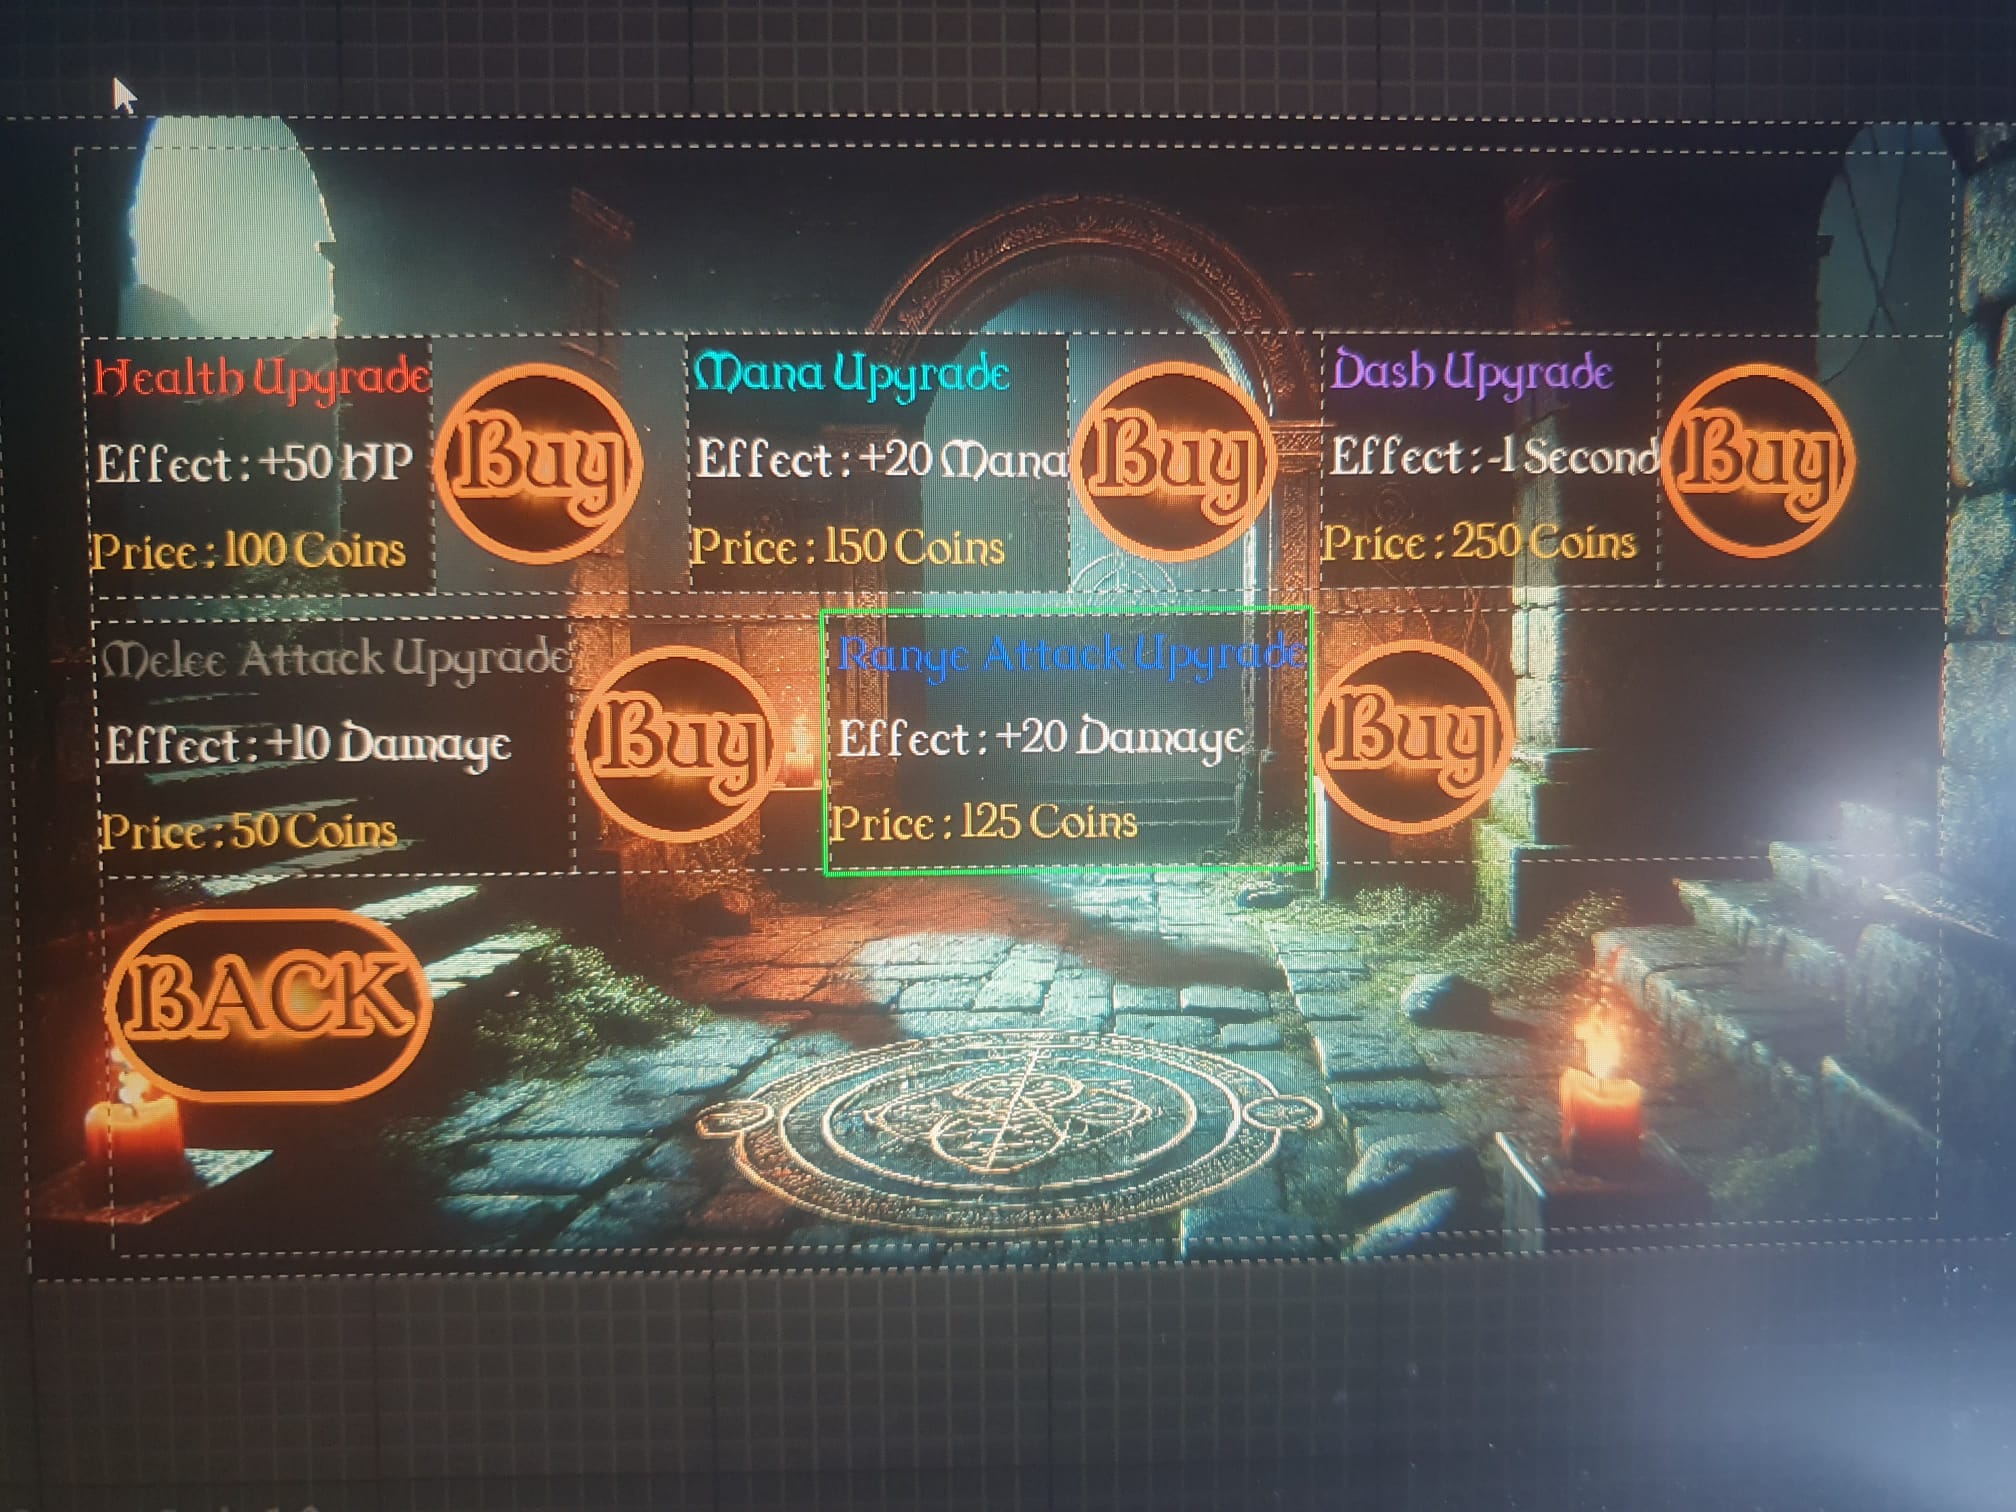 Health Upgrade
Effect: +50 HP
Price: 100 Coins
Buy
Mana Upgrade
Effect: +20 Mana
Price: 150 Coins
Buy
Dash Upgrade
Effect: -1 Second
Price: 250 Coins
Buy
Melee Attack Upgrade
Effect: +10 Damage
Price: 50 Coins
Buy
Range Attack Upgrade
Effect: +20 Damage
Price: 125 Coins
Buy
BACK